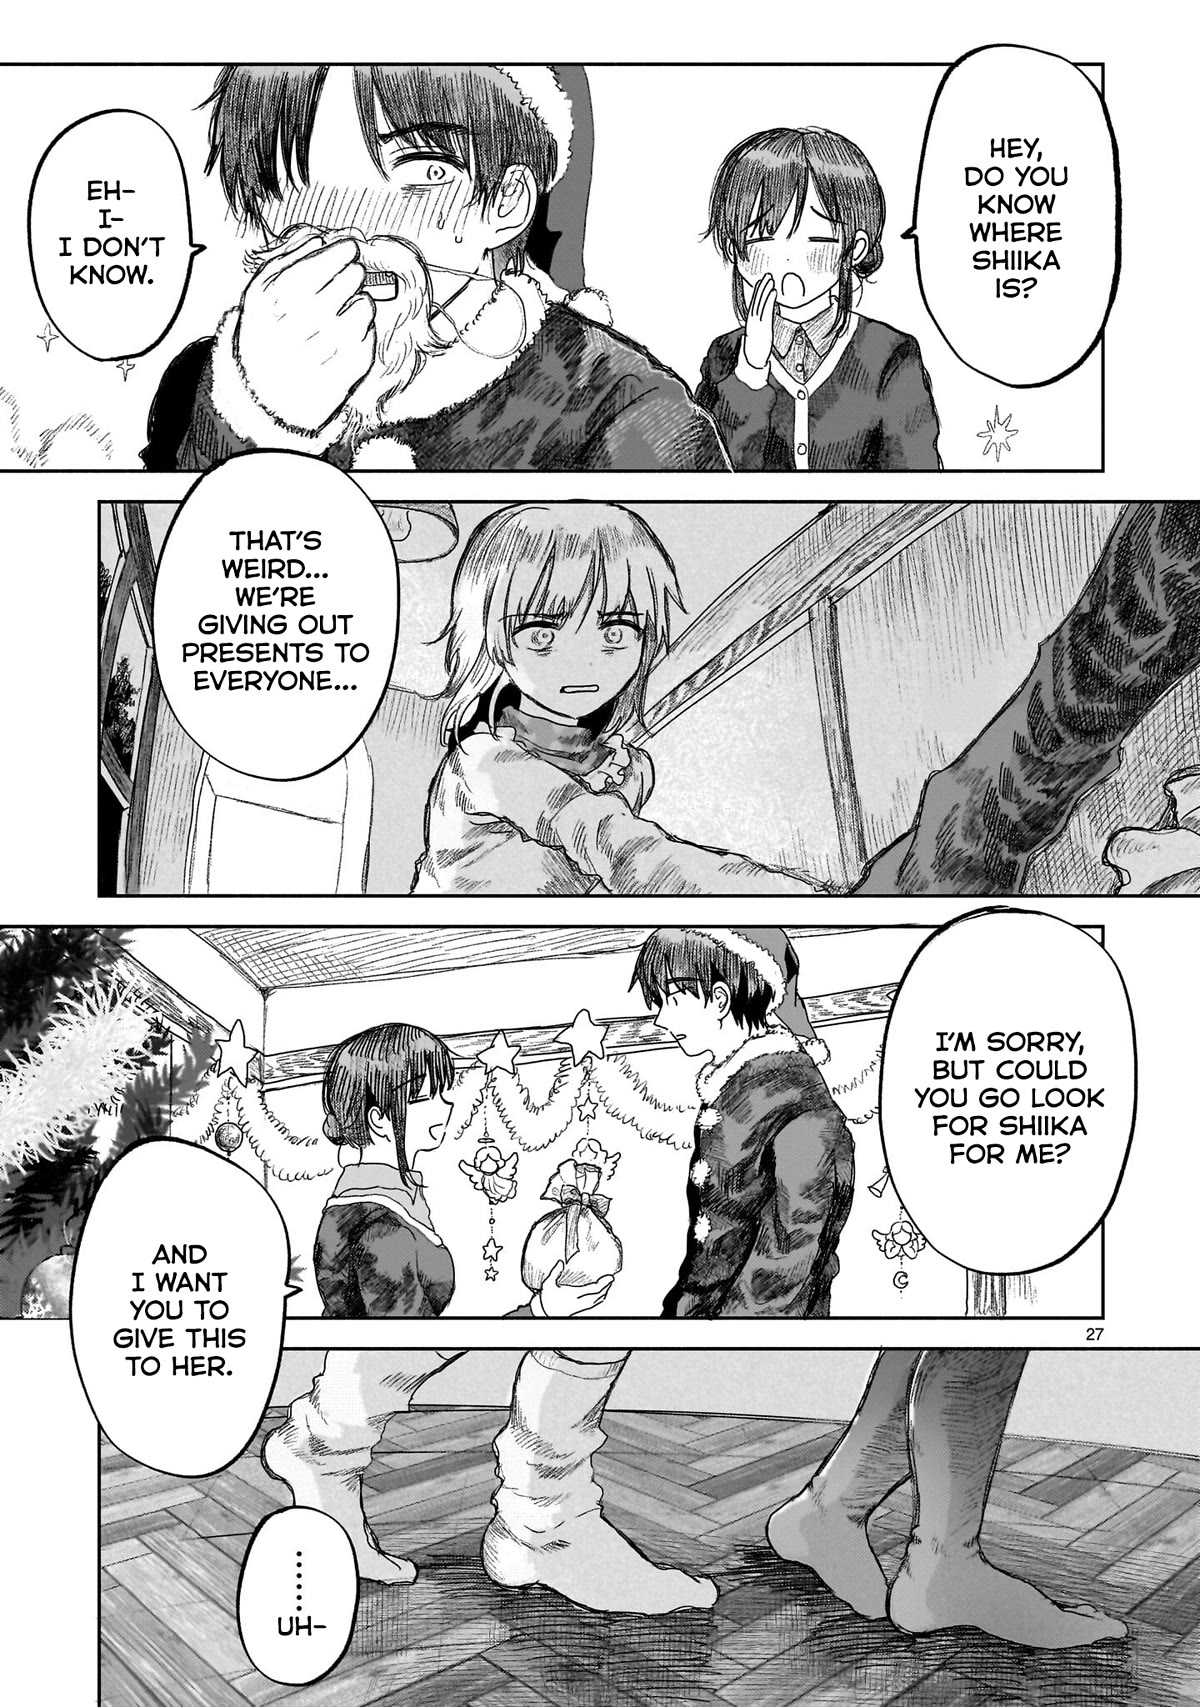 HEY,
DO YOU
KNOW
WHERE
SHIIKA
IS?
EH-
I-
I DON'T
KNOW.
THAT'S
WEIRD...
WE'RE
GIVING OUT
PRESENTS TO
EVERYONE...
I'M SORRY,
BUT COULD
YOU GO LOOK
FOR SHIIKA
FOR ME?
AND
I WANT
YOU TO
GIVE THIS
TO HER.
27
......
UH-